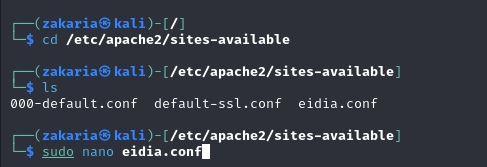 ┌──(zakaria㉿kali)-[/]
└─$ cd /etc/apache2/sites-available
┌──(zakaria㉿kali)-[/etc/apache2/sites-available]
└─$ ls
000-default.conf  default-ssl.conf  eidia.conf
┌──(zakaria㉿kali)-[/etc/apache2/sites-available]
└─$ sudo nano eidia.conf